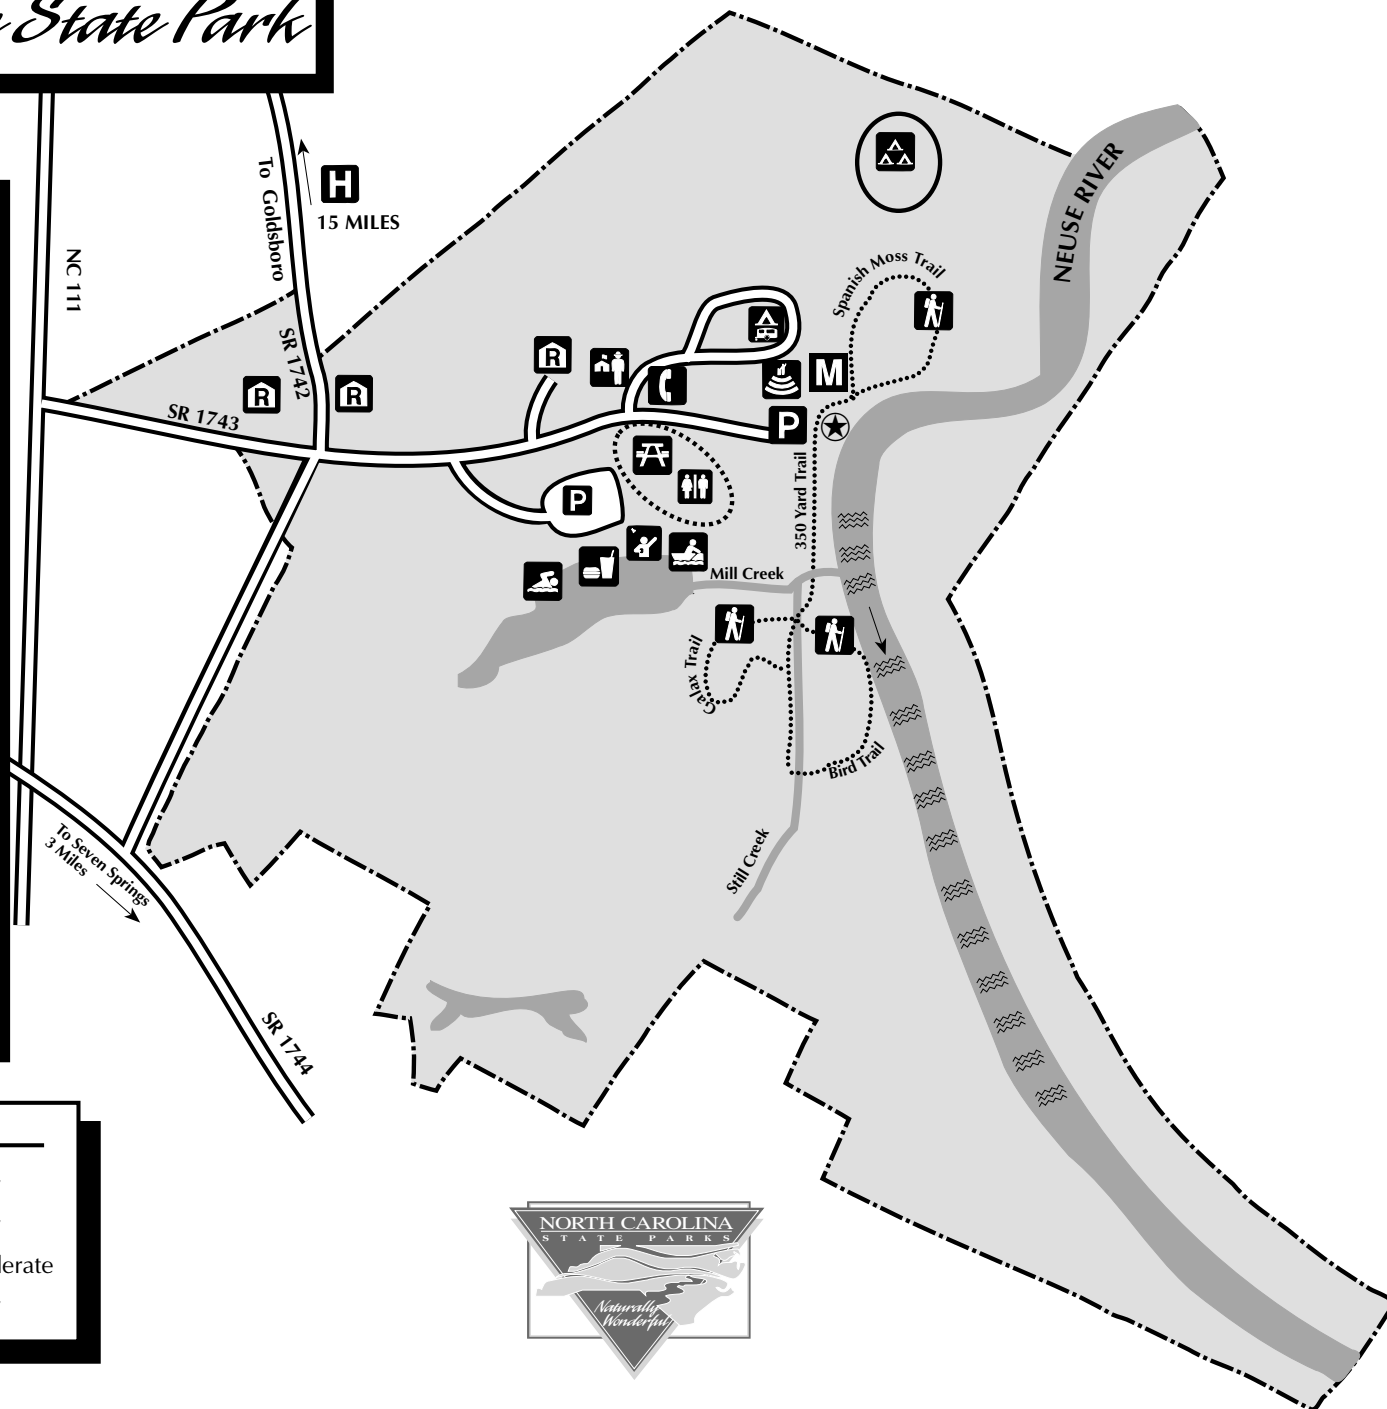 State Park
To Goldsboro
H
15 MILES
NC 111
SR 1742
SR 1743
R
R
R
NEUSE RIVER
Spanish Moss Trail
M
P
350 Yard Trail
P
Mill Creek
Galax Trail
Bird Trail
Still Creek
To Seven Springs
3 Miles
SR 1744
lerate
NORTH CAROLINA
STATE PARKS
Naturally
Wonderful